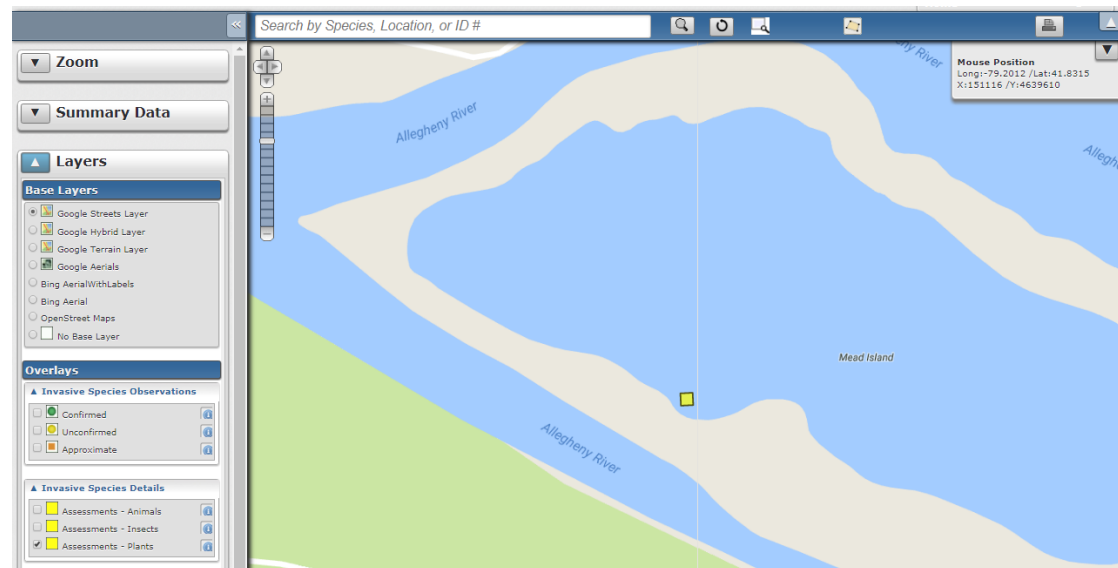 Search by Species, Location, or ID #
Zoom
Summary Data
Layers
Base Layers
Google Streets Layer
Google Hybrid Layer
Google Terrain Layer
Google Aerials
Bing AerialWithLabels
Bing Aerial
OpenStreet Maps
No Base Layer
Overlays
Invasive Species Observations
Confirmed
Unconfirmed
Approximate
Invasive Species Details
Assessments - Animals
Assessments - Insects
Assessments - Plants
Mouse Position
Long:-79.2012 /Lat:41.8315
X:151116 /Y:4639610
Allegheny River
River
Mead Island
Allegheny River